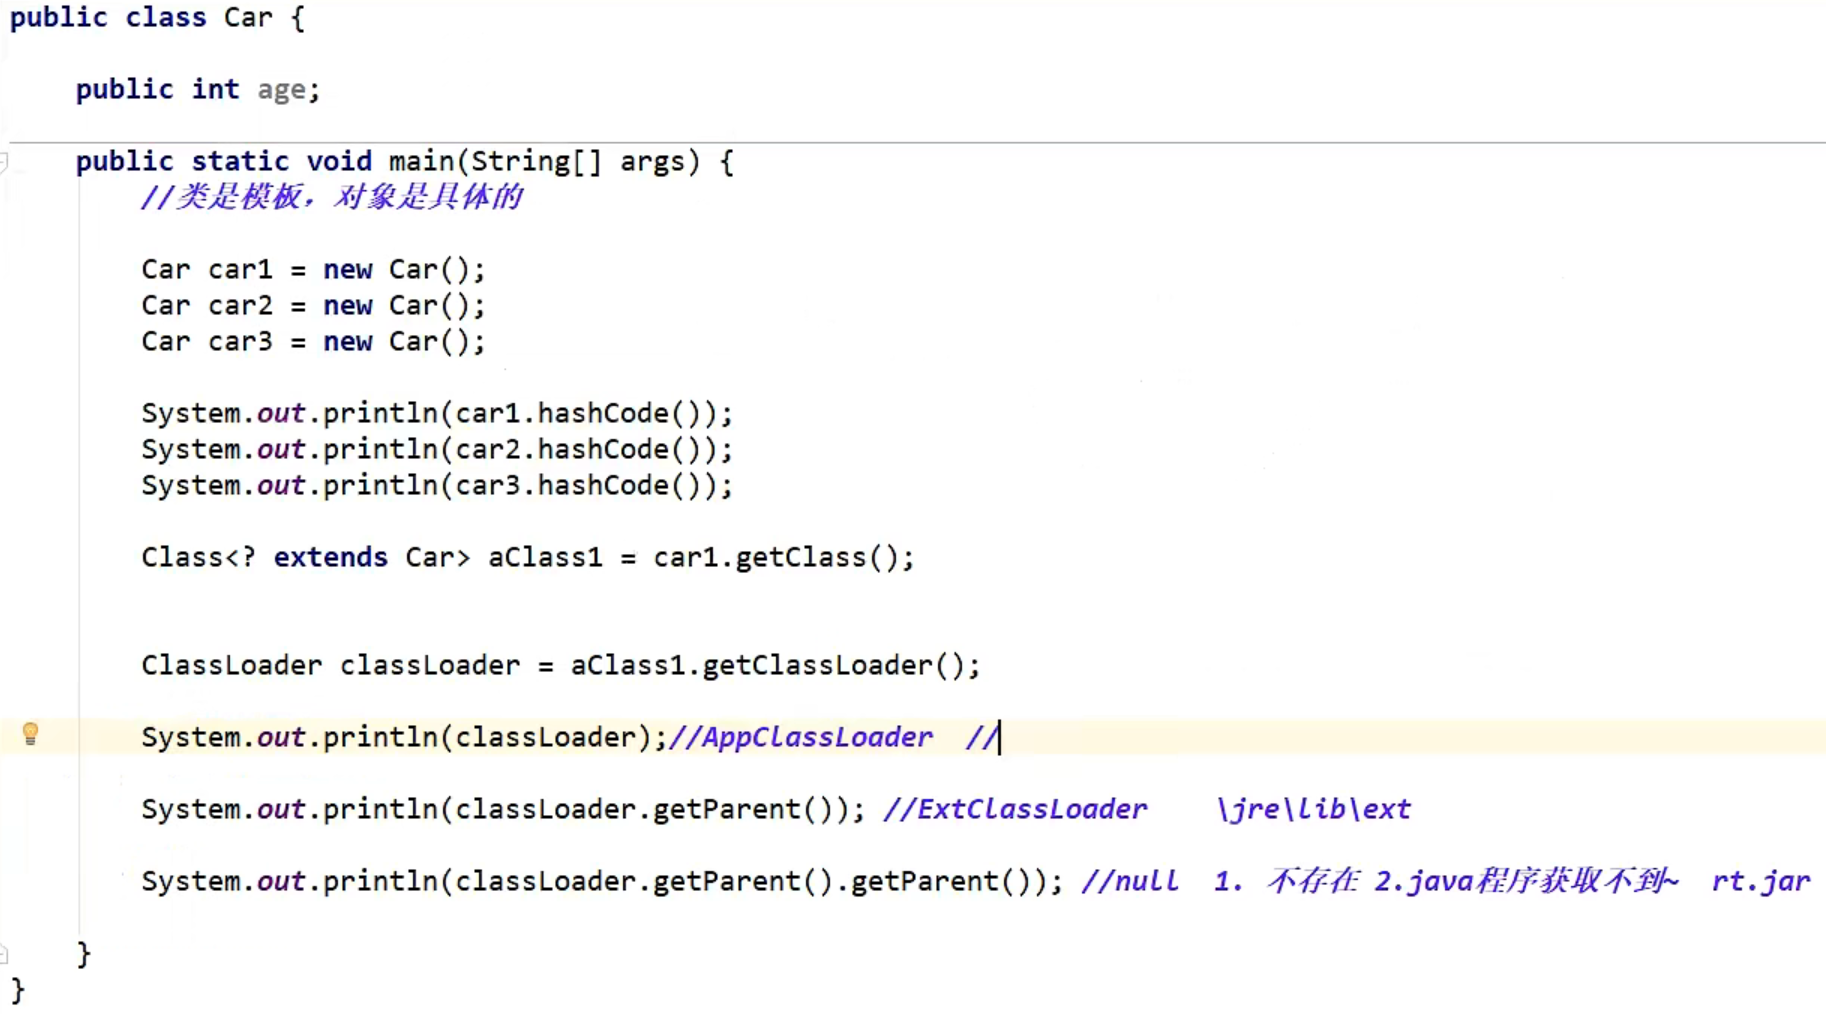 public class Car {
public int age;
public static void main(String[] args) {
//类是模板，对象是具体的
Car car1 = new Car();
Car car2 = new Car();
Car car3 = new Car();
System.out.println(car1.hashCode());
System.out.println(car2.hashCode());
System.out.println(car3.hashCode());
Class<? extends Car> aClass1 = car1.getClass();
ClassLoader classLoader = aClass1.getClassLoader();
System.out.println(classLoader);//AppClassLoader  //
System.out.println(classLoader.getParent()); //ExtClassLoader    \jre\lib\ext
System.out.println(classLoader.getParent().getParent()); //null  1. 不存在 2.java程序获取不到~  rt.jar
}
}